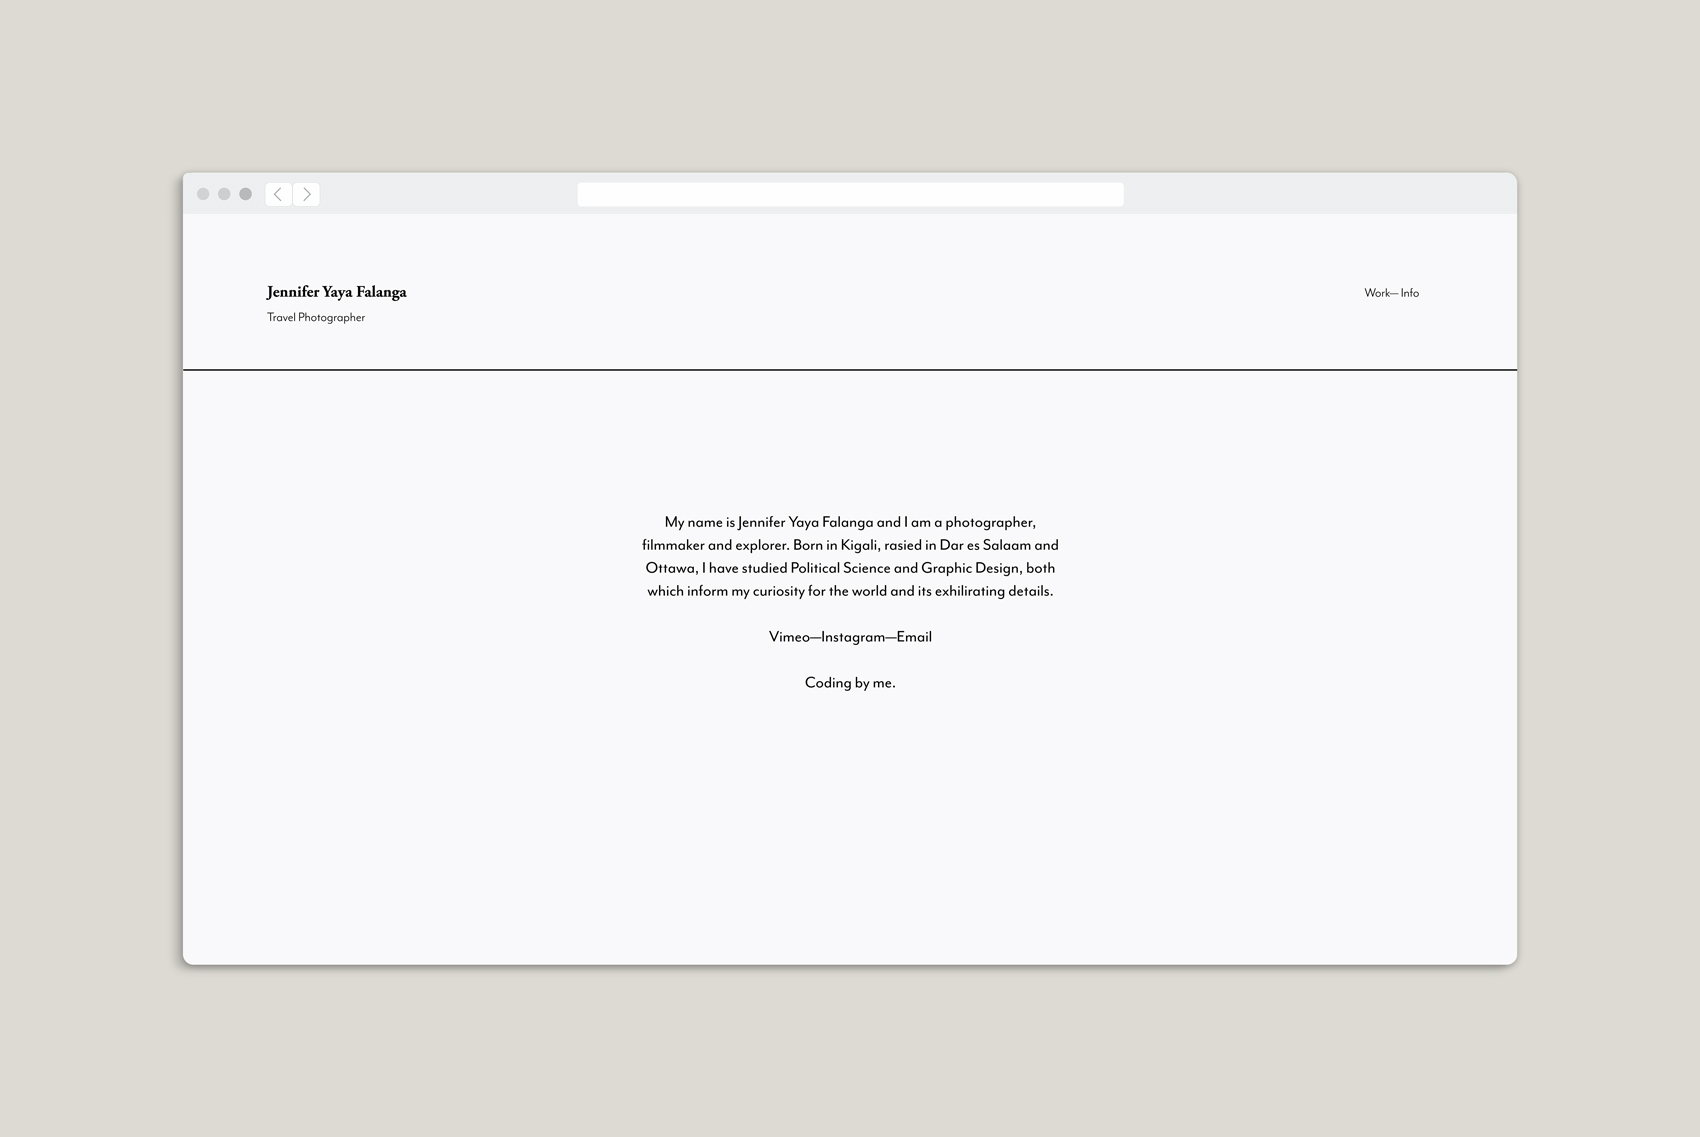 Jennifer Yaya Falanga
Work— Info
Travel Photographer
My name is Jennifer Yaya Falanga and I am a photographer,
filmmaker and explorer. Born in Kigali, rasied in Dar es Salaam and
Ottawa, I have studied Political Science and Graphic Design, both
which inform my curiosity for the world and its exhilirating details.
Vimeo—Instagram—Email
Coding by me.